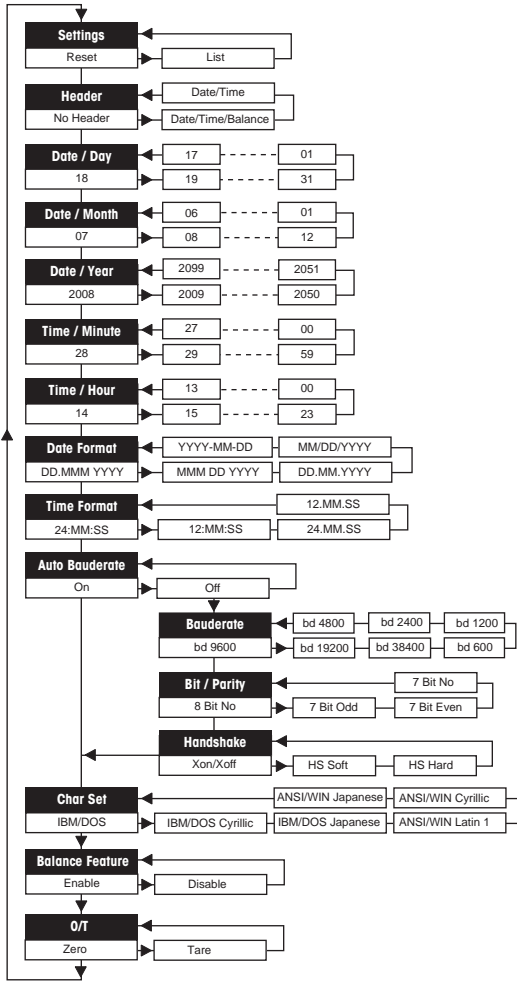 Settings
Reset List
Header Date/Time
No Header Date/Time/Balance
Date / Day 17 01
18 19 31
Date / Month 06 01
07 08 12
Date / Year 2099 2051
2008 2009 2050
Time / Minute 27 00
28 29 59
Time / Hour 13 00
14 15 23
Date Format YYYY-MM-DD MM/DD/YYYY
DD.MMM YYYY MMM DD YYYY DD.MM.YYYY
Time Format 12.MM.SS
24:MM:SS 12:MM:SS 24.MM.SS
Auto Bauderate
On Off
Bauderate bd 4800 bd 2400 bd 1200
bd 9600 bd 19200 bd 38400 bd 600
Bit / Parity 7 Bit No
8 Bit No 7 Bit Odd 7 Bit Even
Handshake
Xon/Xoff HS Soft HS Hard
Char Set ANSI/WIN Japanese ANSI/WIN Cyrillic
IBM/DOS IBM/DOS Cyrillic IBM/DOS Japanese ANSI/WIN Latin 1
Balance Feature
Enable Disable
O/T
Zero Tare